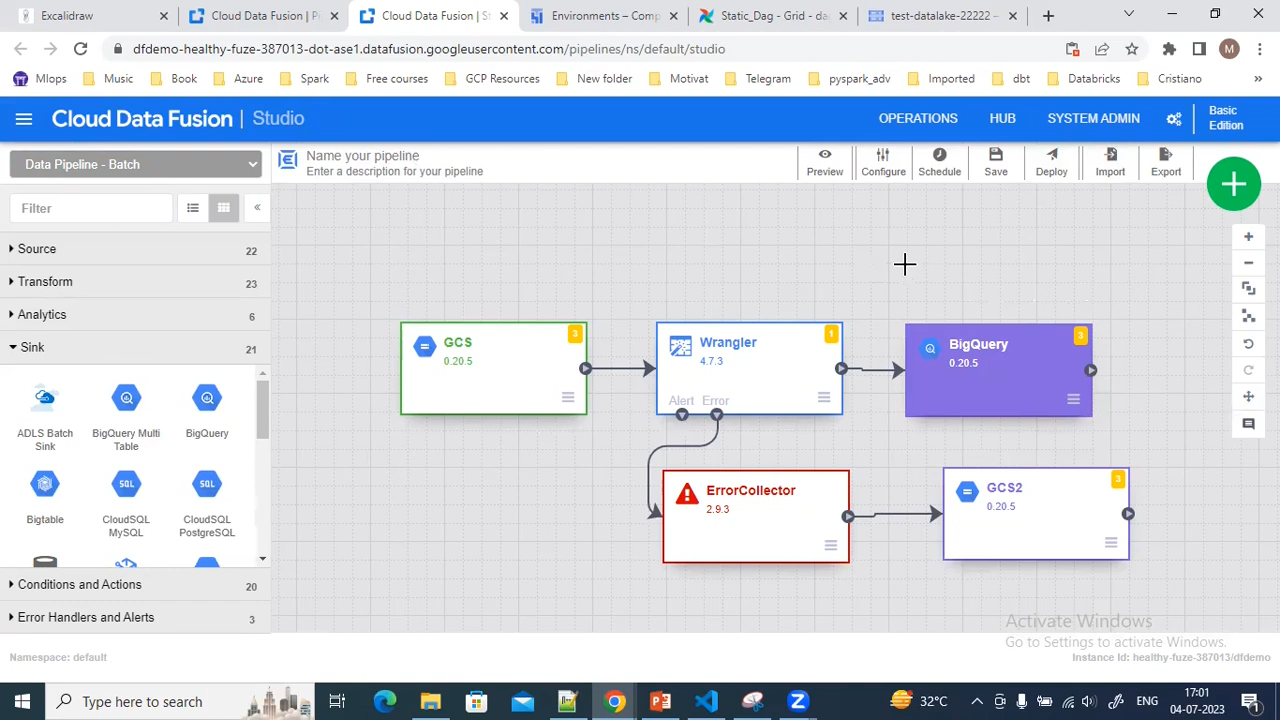 Excalidraw
Cloud Data Fusion | Pi
Cloud Data Fusion | S
Environments – Comp
Static_Dag - Grid - da
test-datalake-22222 –
dfdemo-healthy-fuze-387013-dot-ase1.datafusion.googleusercontent.com/pipelines/ns/default/studio
M
Mlops
Music
Book
Azure
Spark
Free courses
GCP Resources
New folder
Motivat
Telegram
pyspark_adv
Imported
dbt
Databricks
Cristiano
»
Cloud Data Fusion | Studio
OPERATIONS
HUB
SYSTEM ADMIN
Basic
Edition
Data Pipeline - Batch
Name your pipeline
Enter a description for your pipeline
Preview
Configure
Schedule
Save
Deploy
Import
Export
Filter
«
Source 22
Transform 23
Analytics 6
Sink 21
ADLS Batch
Sink
BigQuery Multi
Table
BigQuery
SQL
SQL
Bigtable
CloudSQL
MySQL
CloudSQL
PostgreSQL
Conditions and Actions 20
Error Handlers and Alerts 3
GCS
0.20.5
3
Wrangler
4.7.3
1
Alert Error
BigQuery
0.20.5
3
ErrorCollector
2.9.3
GCS2
0.20.5
3
Activate Windows
Go to Settings to activate Windows.
Namespace: default
Instance Id: healthy-fuze-387013/dfdemo
Type here to search
32°C
ENG
17:01
04-07-2023
1